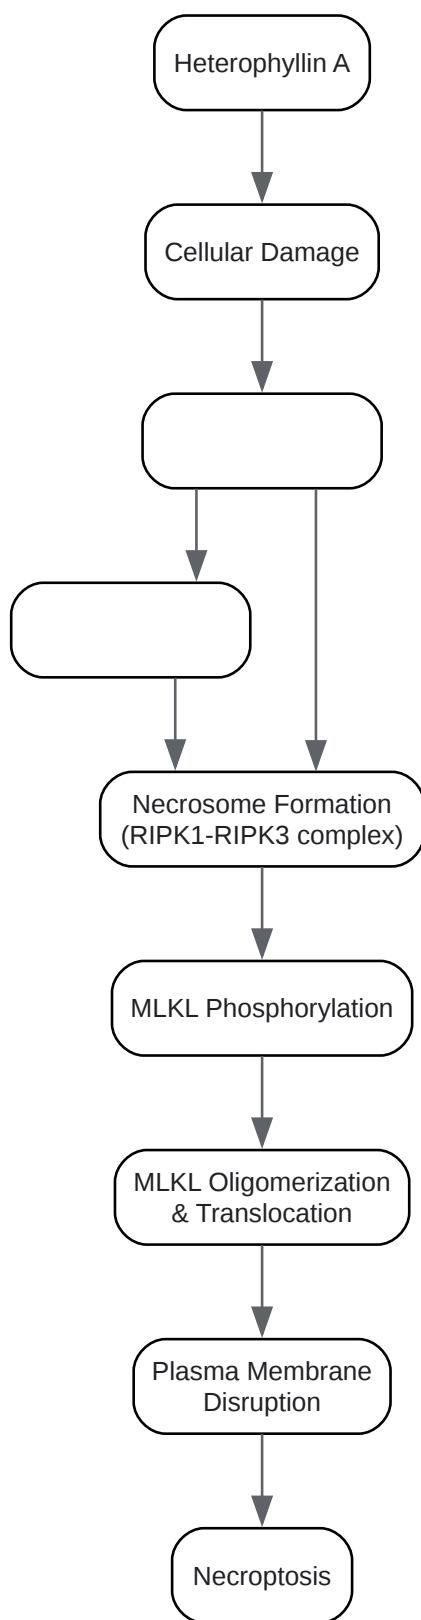 Heterophyllin A
Cellular Damage
Necrosome Formation
(RIPK1-RIPK3 complex)
MLKL Phosphorylation
MLKL Oligomerization
& Translocation
Plasma Membrane
Disruption
Necroptosis